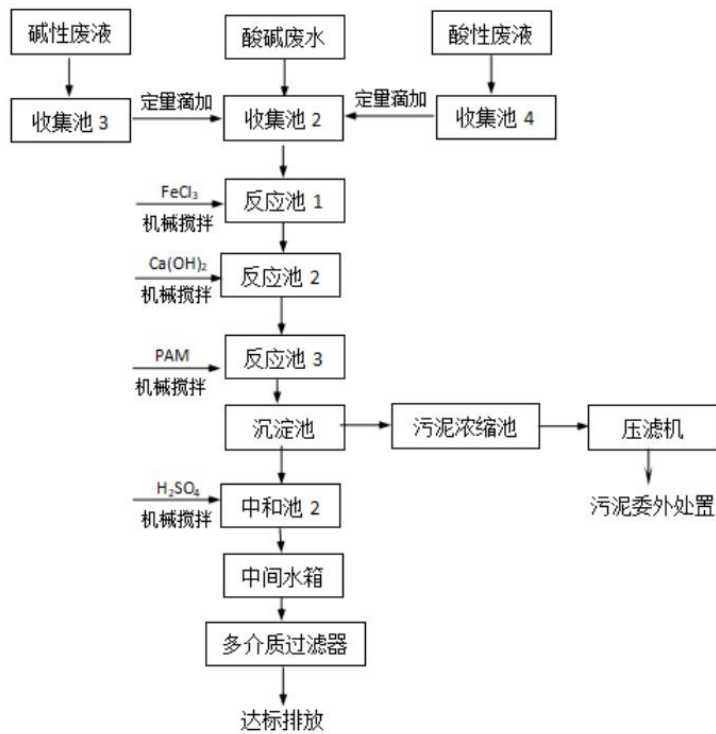 碱性废液
酸碱废水
酸性废液
收集池 3
定量滴加
收集池 2
定量滴加
收集池 4
FeCl₃
机械搅拌
反应池 1
Ca(OH)₂
机械搅拌
反应池 2
PAM
机械搅拌
反应池 3
沉淀池
污泥浓缩池
压滤机
H₂SO₄
机械搅拌
中和池 2
污泥委外处置
中间水箱
多介质过滤器
达标排放